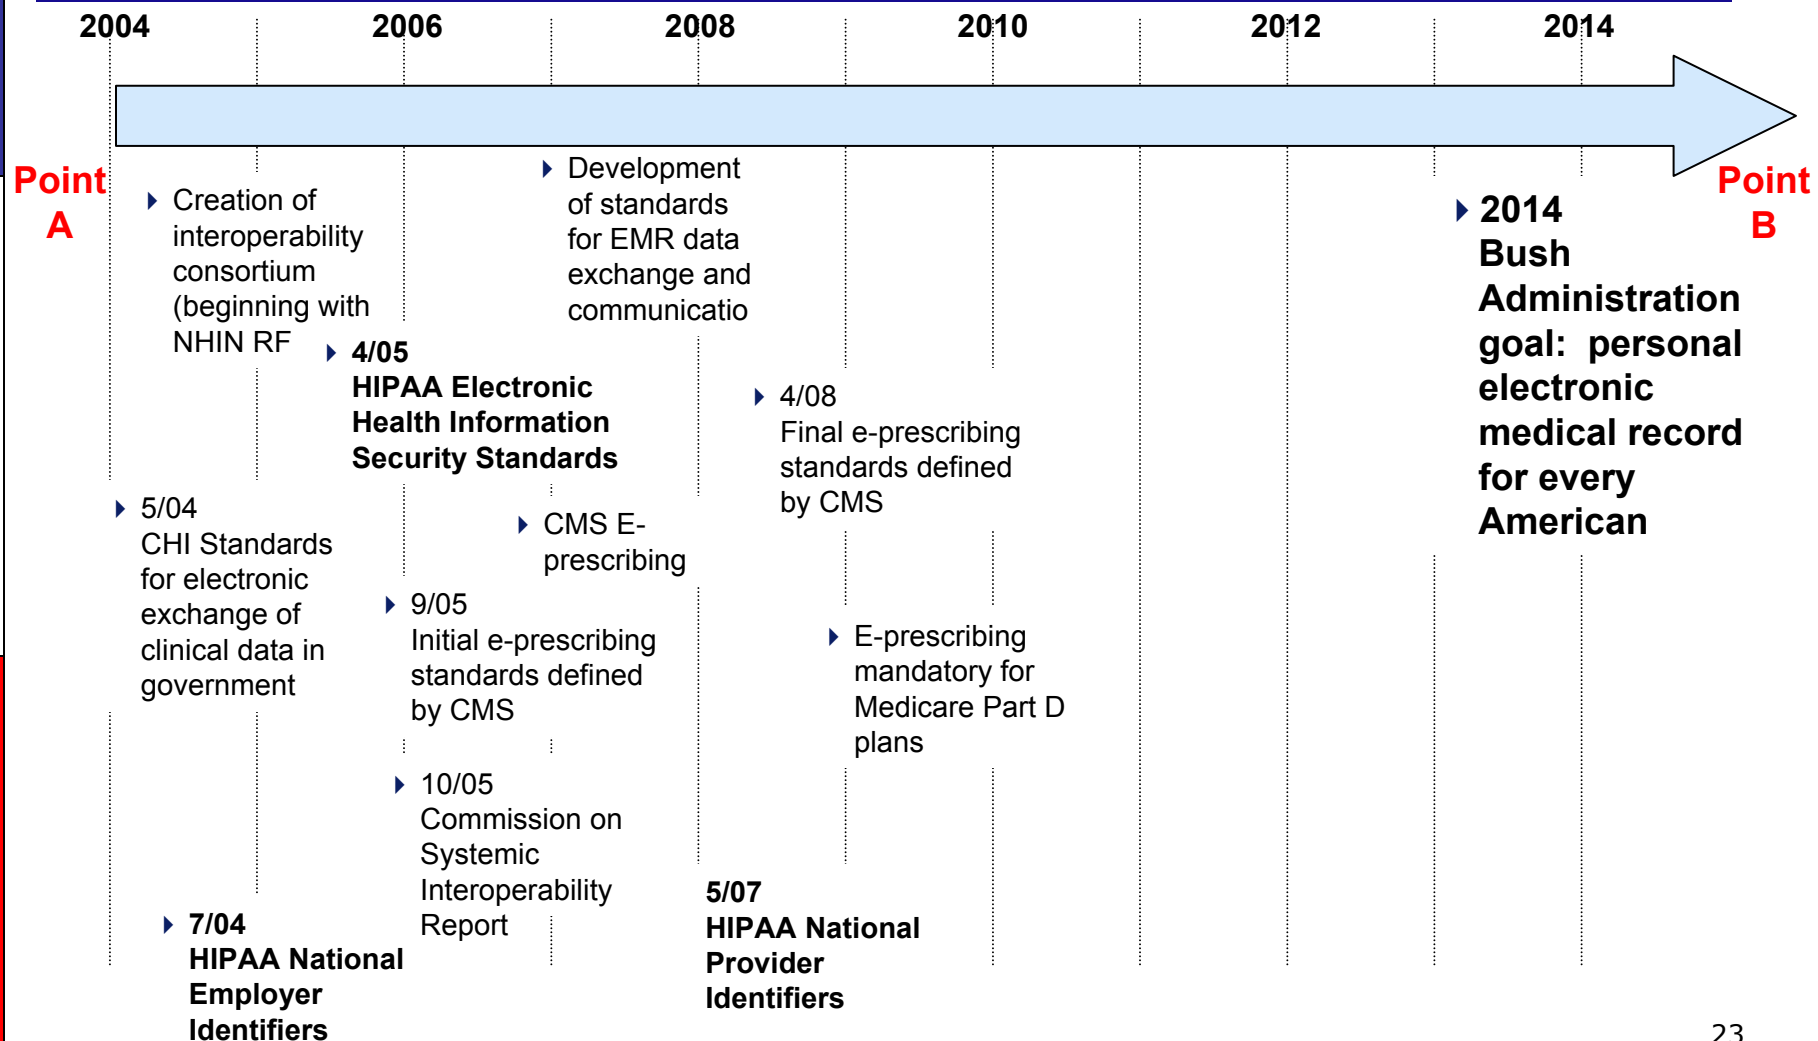 2004 2006 2008 2010 2012 2014
Point
A
Point
B
Creation of
interoperability
consortium
(beginning with
NHIN RF
Development
of standards
for EMR data
exchange and
communicatio
2014
Bush
Administration
goal: personal
electronic
medical record
for every
American
4/05
HIPAA Electronic
Health Information
Security Standards
4/08
Final e-prescribing
standards defined
by CMS
5/04
CHI Standards
for electronic
exchange of
clinical data in
government
CMS E-
prescribing
9/05
Initial e-prescribing
standards defined
by CMS
E-prescribing
mandatory for
Medicare Part D
plans
10/05
Commission on
Systemic
Interoperability
Report
5/07
HIPAA National
Provider
Identifiers
7/04
HIPAA National
Employer
Identifiers
23